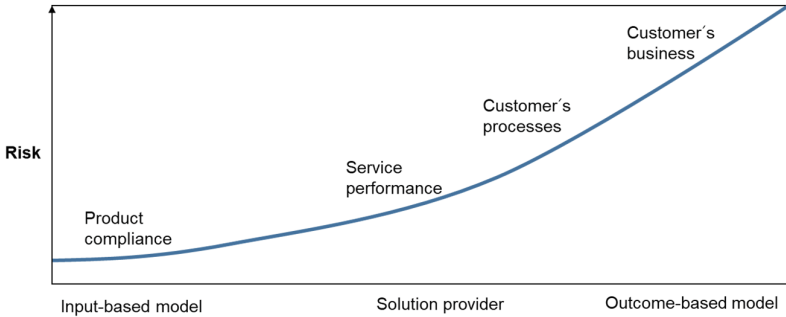 Customer´s
business
Customer´s
processes
Risk
Service
performance
Product
compliance
Input-based model
Solution provider
Outcome-based model